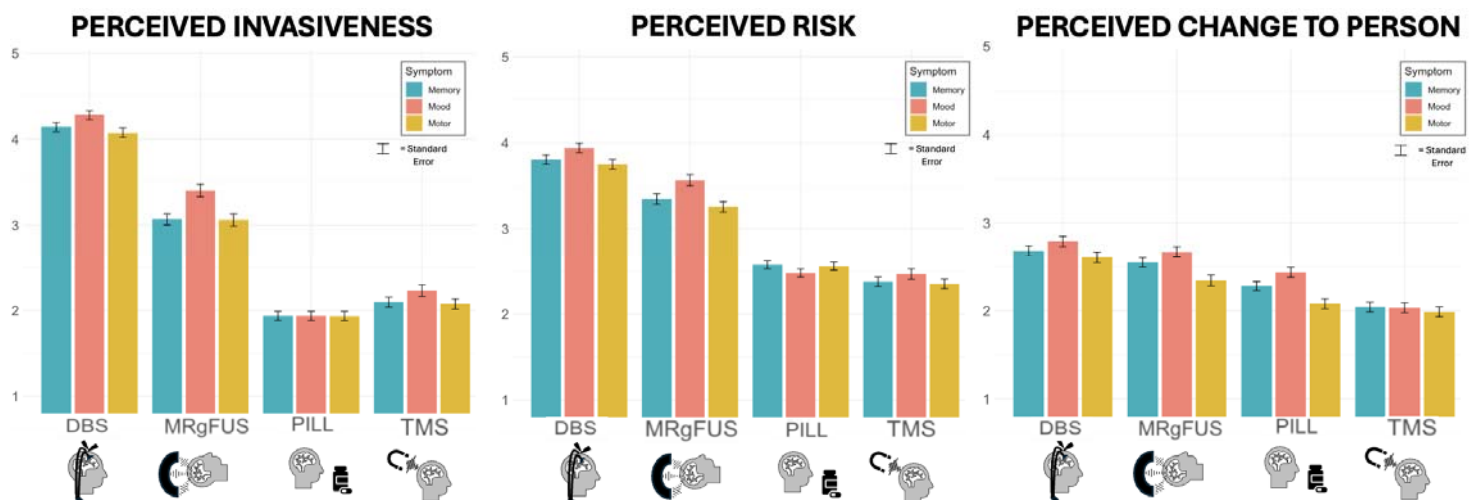 PERCEIVED INVASIVENESS
5
4
3
2
1
Symptom
Memory
Mood
Motor
= Standard
Error
DBS
MRgFUS
PILL
TMS
PERCEIVED RISK
5
4
3
2
1
Symptom
Memory
Mood
Motor
= Standard
Error
DBS
MRgFUS
PILL
TMS
PERCEIVED CHANGE TO PERSON
5
4
3
2
1
Symptom
Memory
Mood
Motor
= Standard
Error
DBS
MRgFUS
PILL
TMS